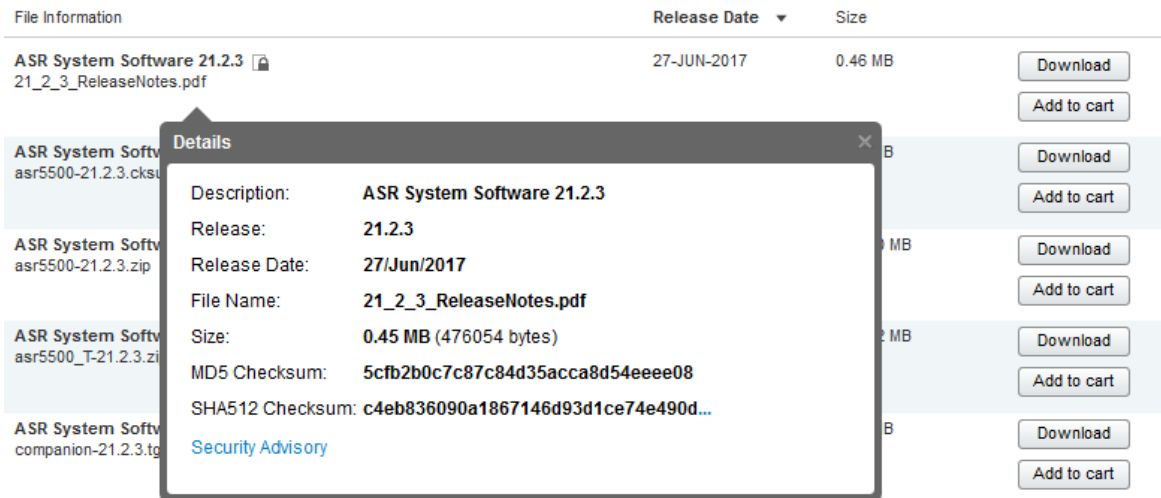 File Information Release Date ▼ Size
ASR System Software 21.2.3 27-JUN-2017 0.46 MB Download
21_2_3_ReleaseNotes.pdf
Add to cart
Details ×
ASR System Softw B Download
asr5500-21.2.3.cksu
Add to cart
Description: ASR System Software 21.2.3
Release: 21.2.3
ASR System Softw MB Download
asr5500-21.2.3.zip
Release Date: 27/Jun/2017
Add to cart
File Name: 21_2_3_ReleaseNotes.pdf
Size: 0.45 MB (476054 bytes)
ASR System Softw MB Download
asr5500_T-21.2.3.zi
MD5 Checksum: 5cfb2b0c7c87c84d35acca8d54eeee08
Add to cart
SHA512 Checksum: c4eb836090a1867146d93d1ce74e490d...
ASR System Softw B Download
companion-21.2.3.tg
Security Advisory
Add to cart